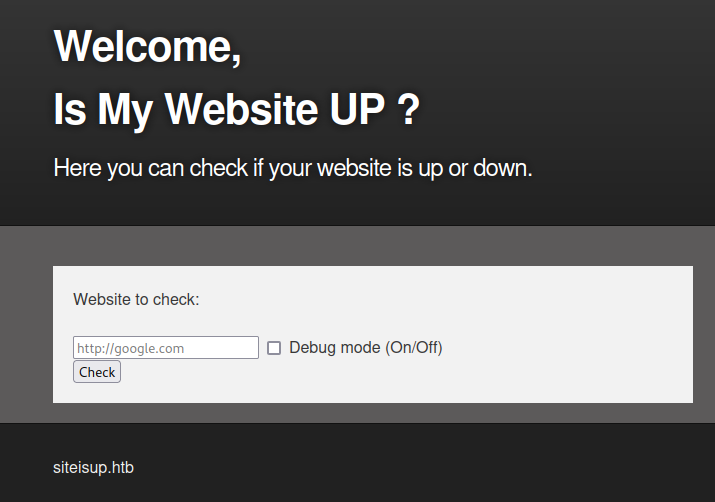 Welcome,
Is My Website UP ?
Here you can check if your website is up or down.
Website to check:
http://google.com Debug mode (On/Off)
Check
siteisup.htb